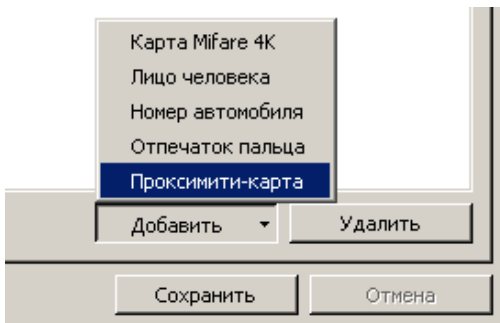 Карта Mifare 4K
Лицо человека
Номер автомобиля
Отпечаток пальца
Проксимити-карта
Добавить Удалить
Сохранить Отмена